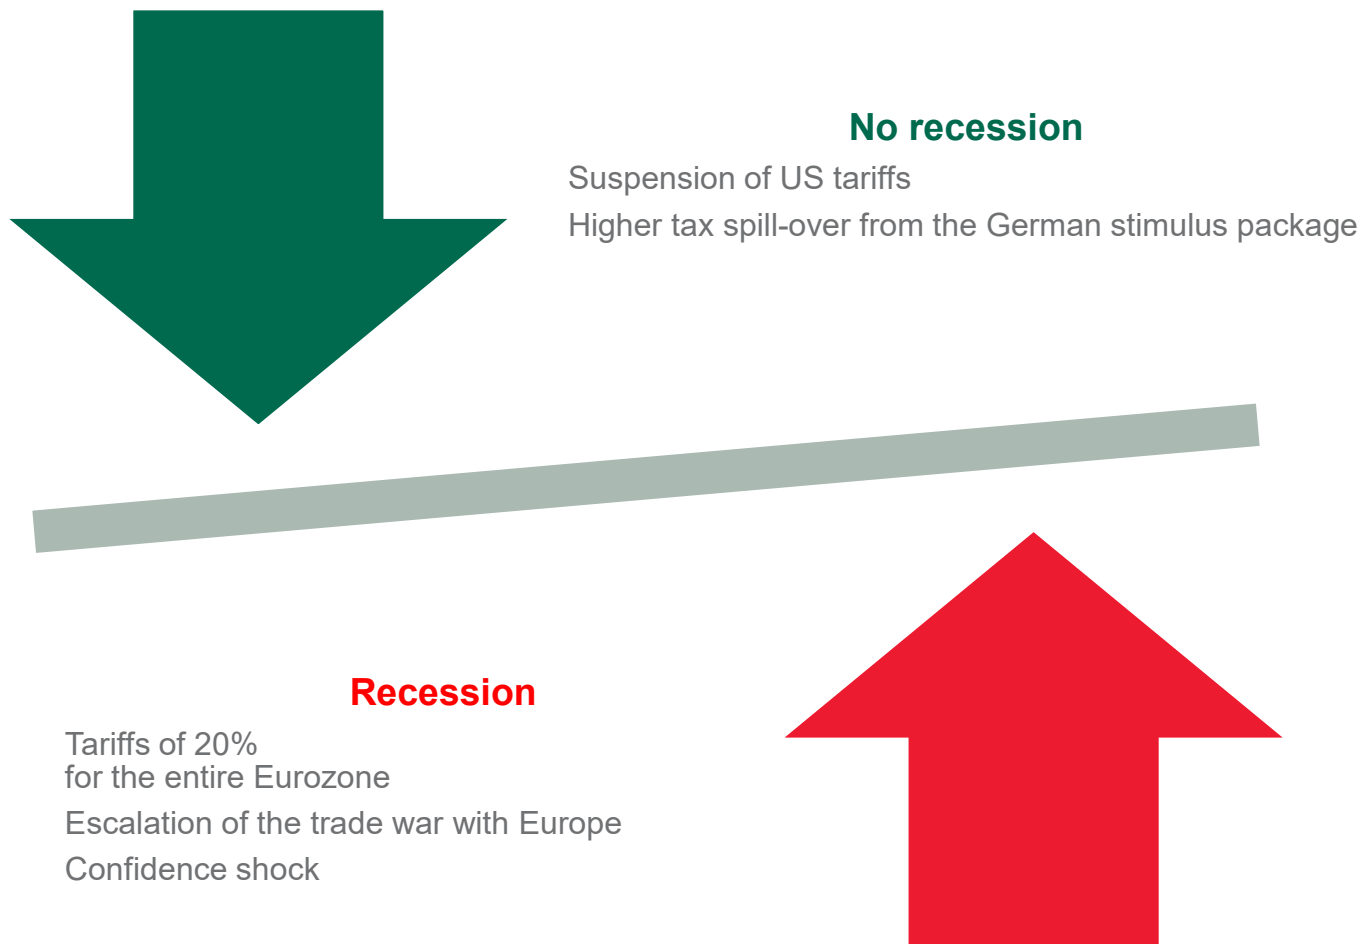 No recession
Suspension of US tariffs
Higher tax spill-over from the German stimulus package
Recession
Tariffs of 20%
for the entire Eurozone
Escalation of the trade war with Europe
Confidence shock